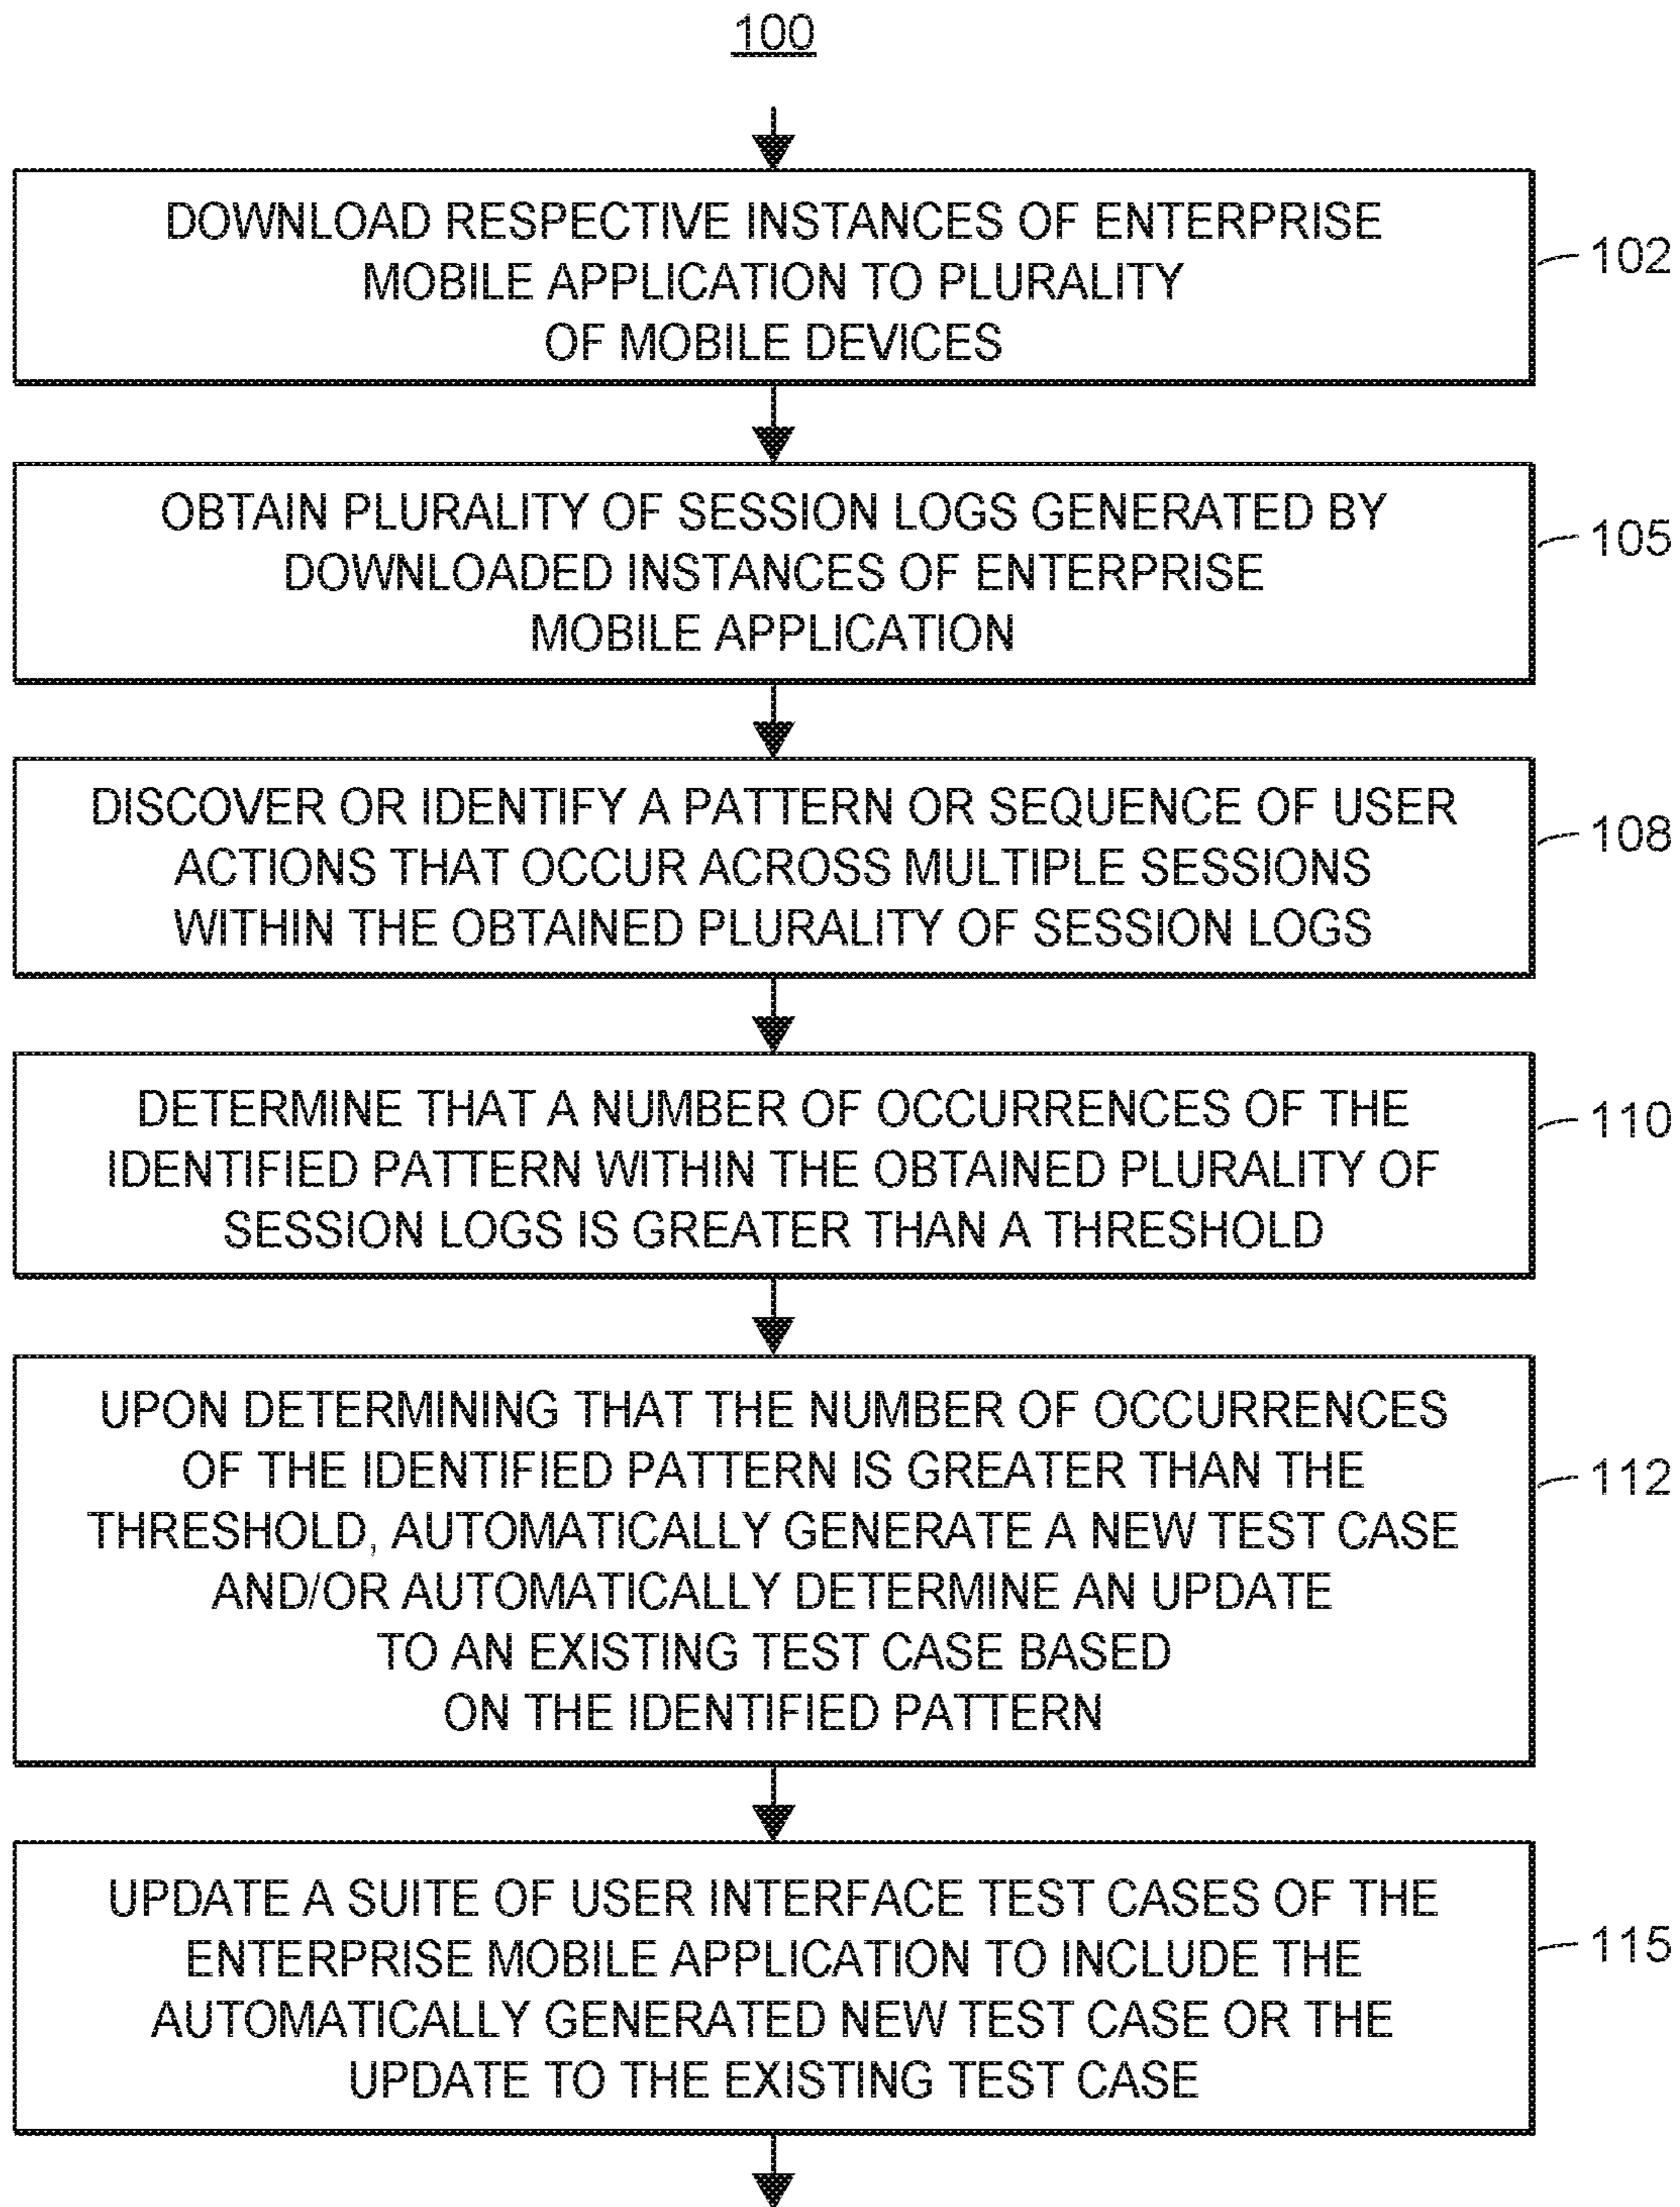 100
DOWNLOAD RESPECTIVE INSTANCES OF ENTERPRISE
MOBILE APPLICATION TO PLURALITY
OF MOBILE DEVICES
102
OBTAIN PLURALITY OF SESSION LOGS GENERATED BY
DOWNLOADED INSTANCES OF ENTERPRISE
MOBILE APPLICATION
105
DISCOVER OR IDENTIFY A PATTERN OR SEQUENCE OF USER
ACTIONS THAT OCCUR ACROSS MULTIPLE SESSIONS
WITHIN THE OBTAINED PLURALITY OF SESSION LOGS
108
DETERMINE THAT A NUMBER OF OCCURRENCES OF THE
IDENTIFIED PATTERN WITHIN THE OBTAINED PLURALITY OF
SESSION LOGS IS GREATER THAN A THRESHOLD
110
UPON DETERMINING THAT THE NUMBER OF OCCURRENCES
OF THE IDENTIFIED PATTERN IS GREATER THAN THE
THRESHOLD, AUTOMATICALLY GENERATE A NEW TEST CASE
AND/OR AUTOMATICALLY DETERMINE AN UPDATE
TO AN EXISTING TEST CASE BASED
ON THE IDENTIFIED PATTERN
112
UPDATE A SUITE OF USER INTERFACE TEST CASES OF THE
ENTERPRISE MOBILE APPLICATION TO INCLUDE THE
AUTOMATICALLY GENERATED NEW TEST CASE OR THE
UPDATE TO THE EXISTING TEST CASE
115